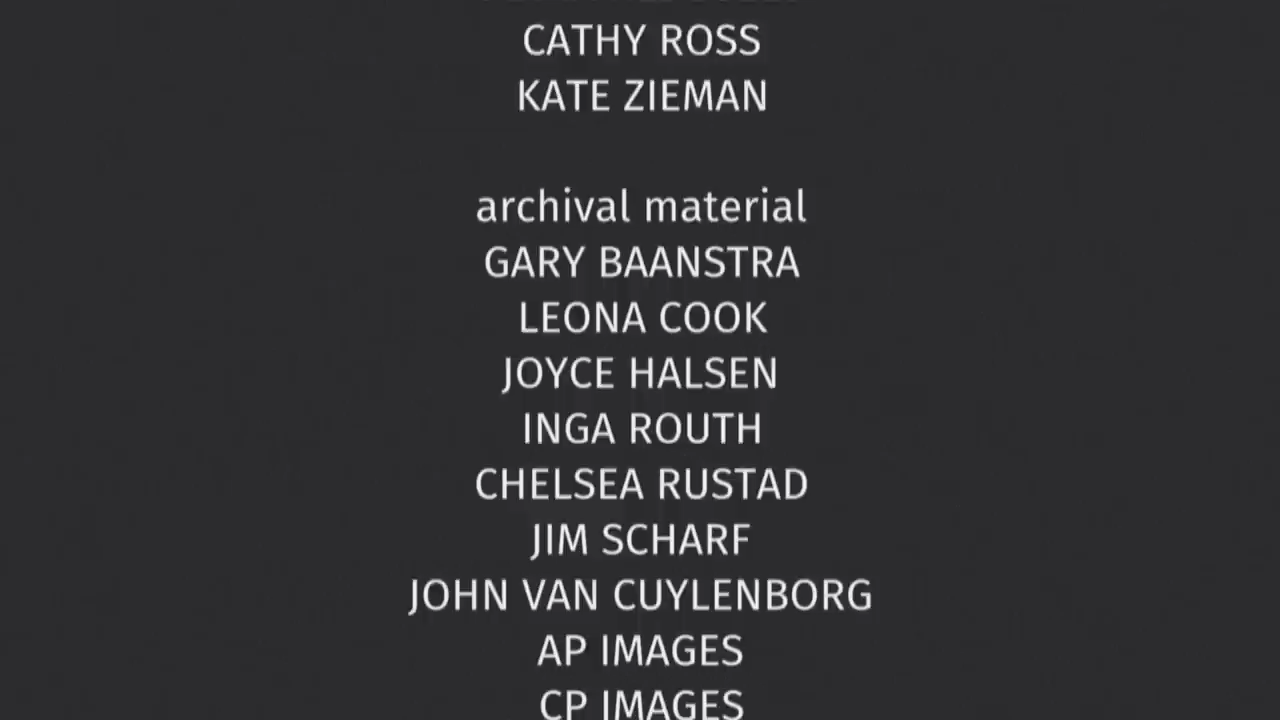 CATHY ROSS
KATE ZIEMAN
archival material
GARY BAANSTRA
LEONA COOK
JOYCE HALSEN
INGA ROUTH
CHELSEA RUSTAD
JIM SCHARF
JOHN VAN CUYLENBORG
AP IMAGES
CP IMAGES